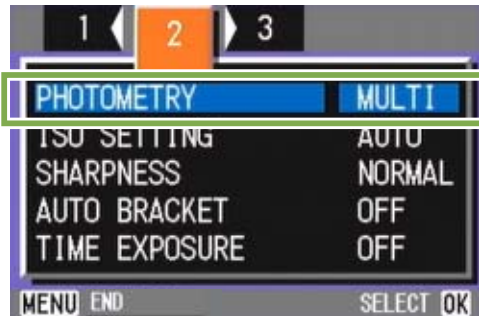 1 2 3
PHOTOMETRY MULTI
ISO SETTING AUTO
SHARPNESS NORMAL
AUTO BRACKET OFF
TIME EXPOSURE OFF
MENU END SELECT OK